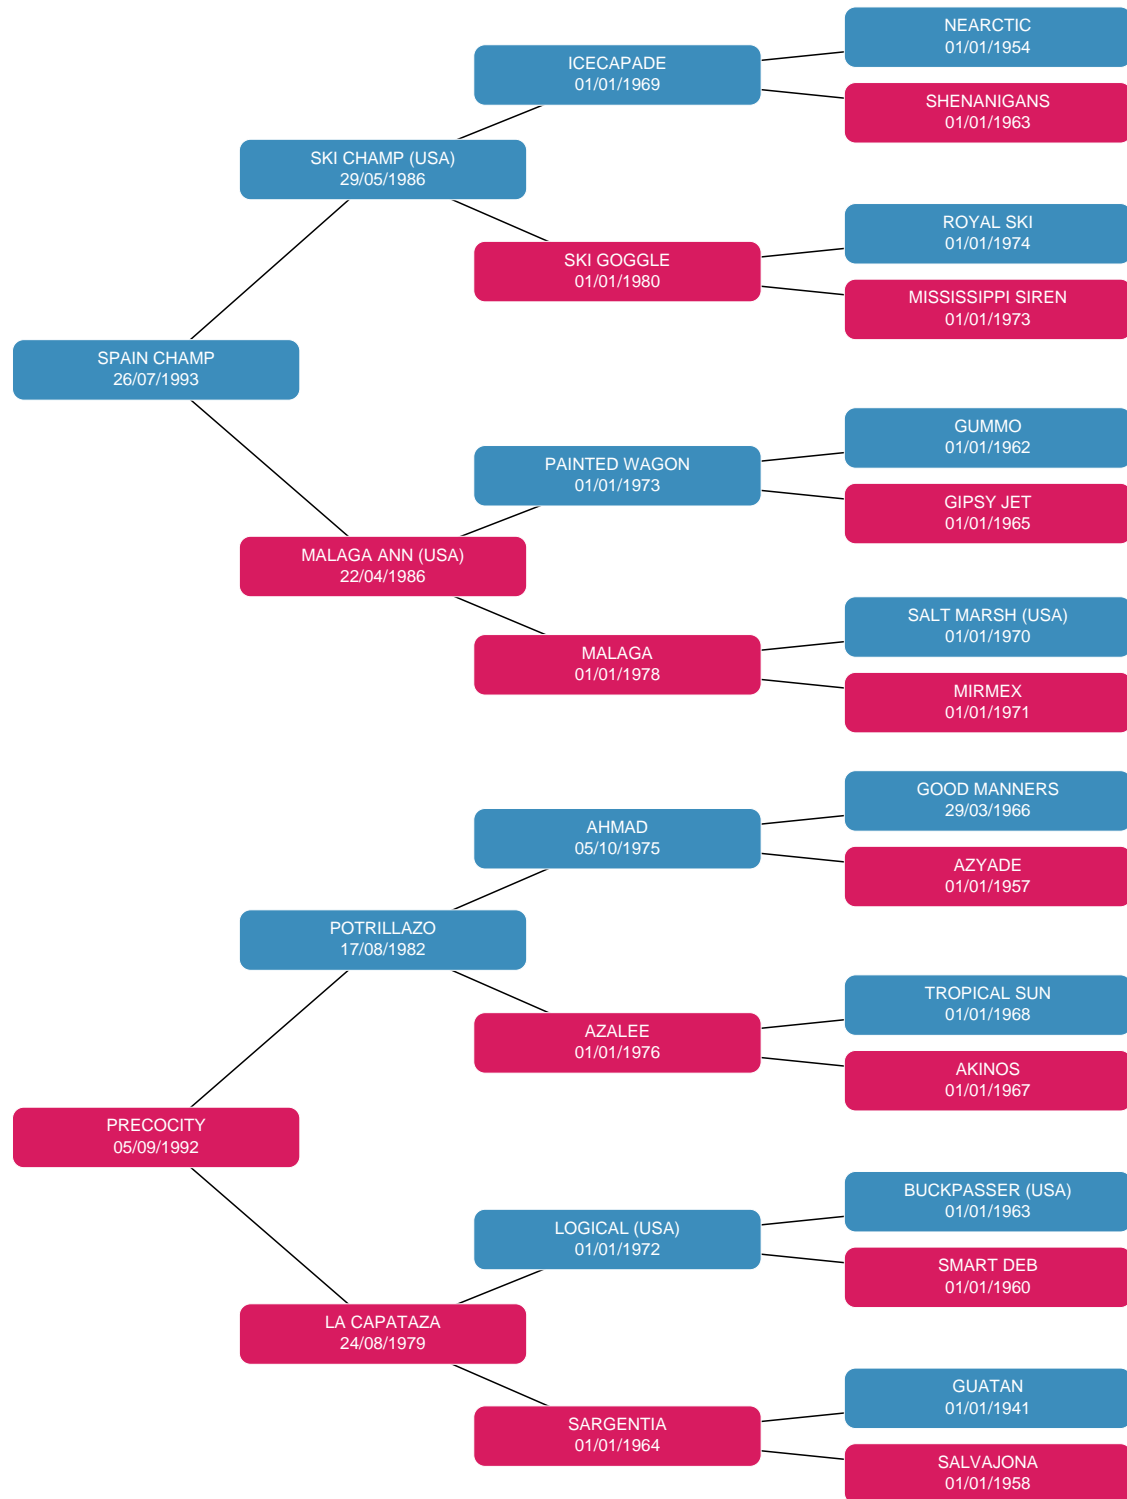 NEARCTIC
01/01/1954
ICECAPADE
01/01/1969
SHENANIGANS
01/01/1963
SKI CHAMP (USA)
29/05/1986
ROYAL SKI
01/01/1974
SKI GOGGLE
01/01/1980
MISSISSIPPI SIREN
01/01/1973
SPAIN CHAMP
26/07/1993
GUMMO
01/01/1962
PAINTED WAGON
01/01/1973
GIPSY JET
01/01/1965
MALAGA ANN (USA)
22/04/1986
SALT MARSH (USA)
01/01/1970
MALAGA
01/01/1978
MIRMEX
01/01/1971
GOOD MANNERS
29/03/1966
AHMAD
05/10/1975
AZYADE
01/01/1957
POTRILLAZO
17/08/1982
TROPICAL SUN
01/01/1968
AZALEE
01/01/1976
AKINOS
01/01/1967
PRECOCITY
05/09/1992
BUCKPASSER (USA)
01/01/1963
LOGICAL (USA)
01/01/1972
SMART DEB
01/01/1960
LA CAPATAZA
24/08/1979
GUATAN
01/01/1941
SARGENTIA
01/01/1964
SALVAJONA
01/01/1958